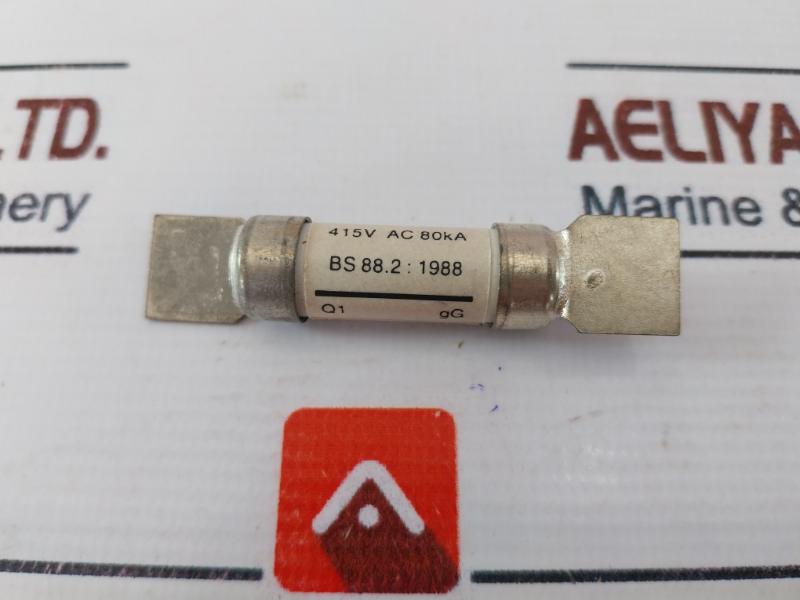 .LTD. AELIYA
nery Marine &
415V AC 80kA
BS 88.2 : 1988
Q1 gG